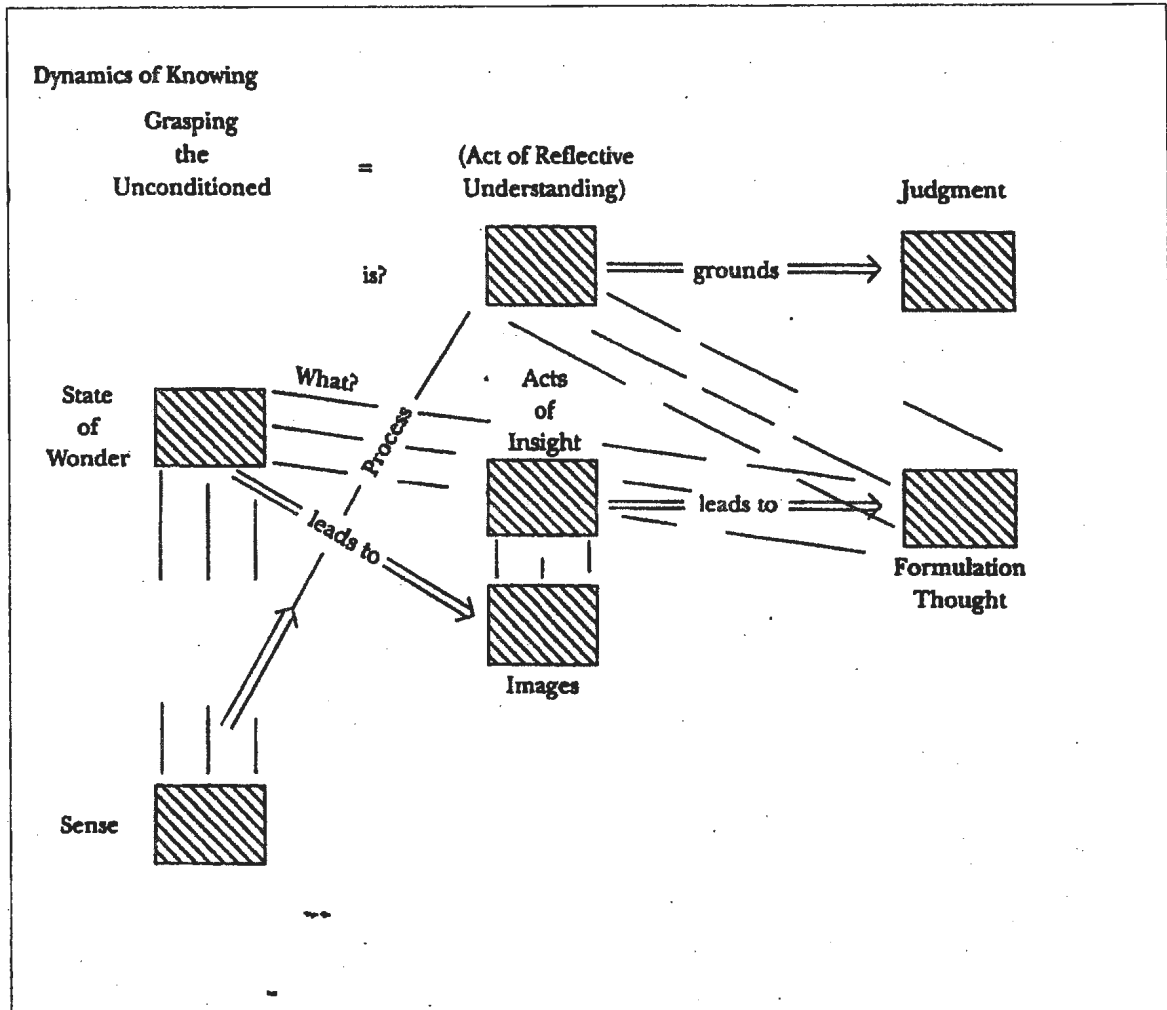 Dynamics of Knowing
Grasping
the
Unconditioned
=
(Act of Reflective
Understanding)
Judgment
is?
grounds
State
of
Wonder
What?
Process
Acts
of
Insight
leads to
leads to
Formulation
Thought
Images
Sense